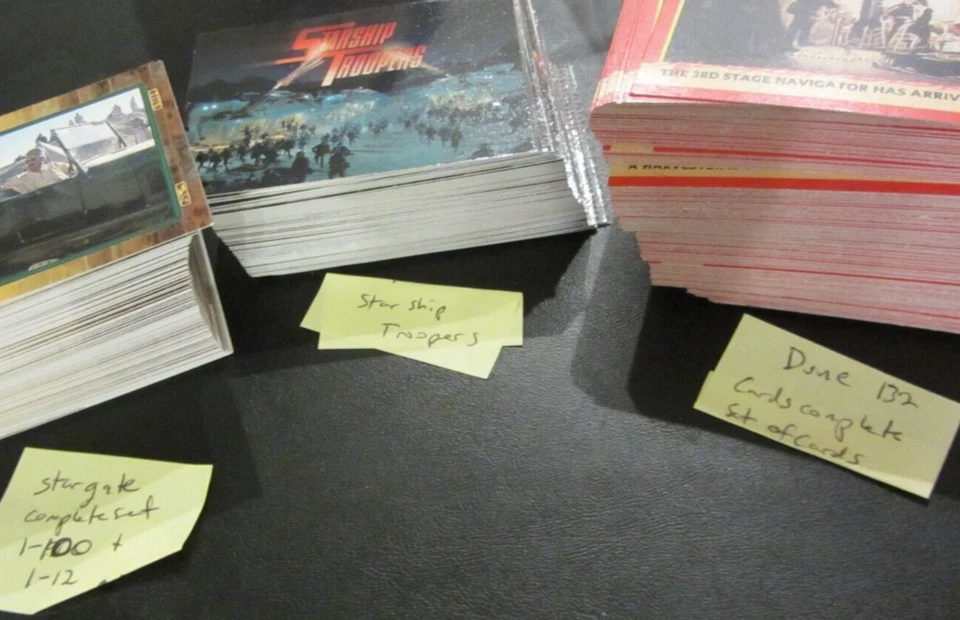 STARSHIP
TROOPERS
THE 3RD STAGE NAVIGATOR HAS ARRIV
A HARVES
Star ship
Troopers
Dune 132
Cards complete
Set of Cards
stargate
complete set
1-100 +
1-12